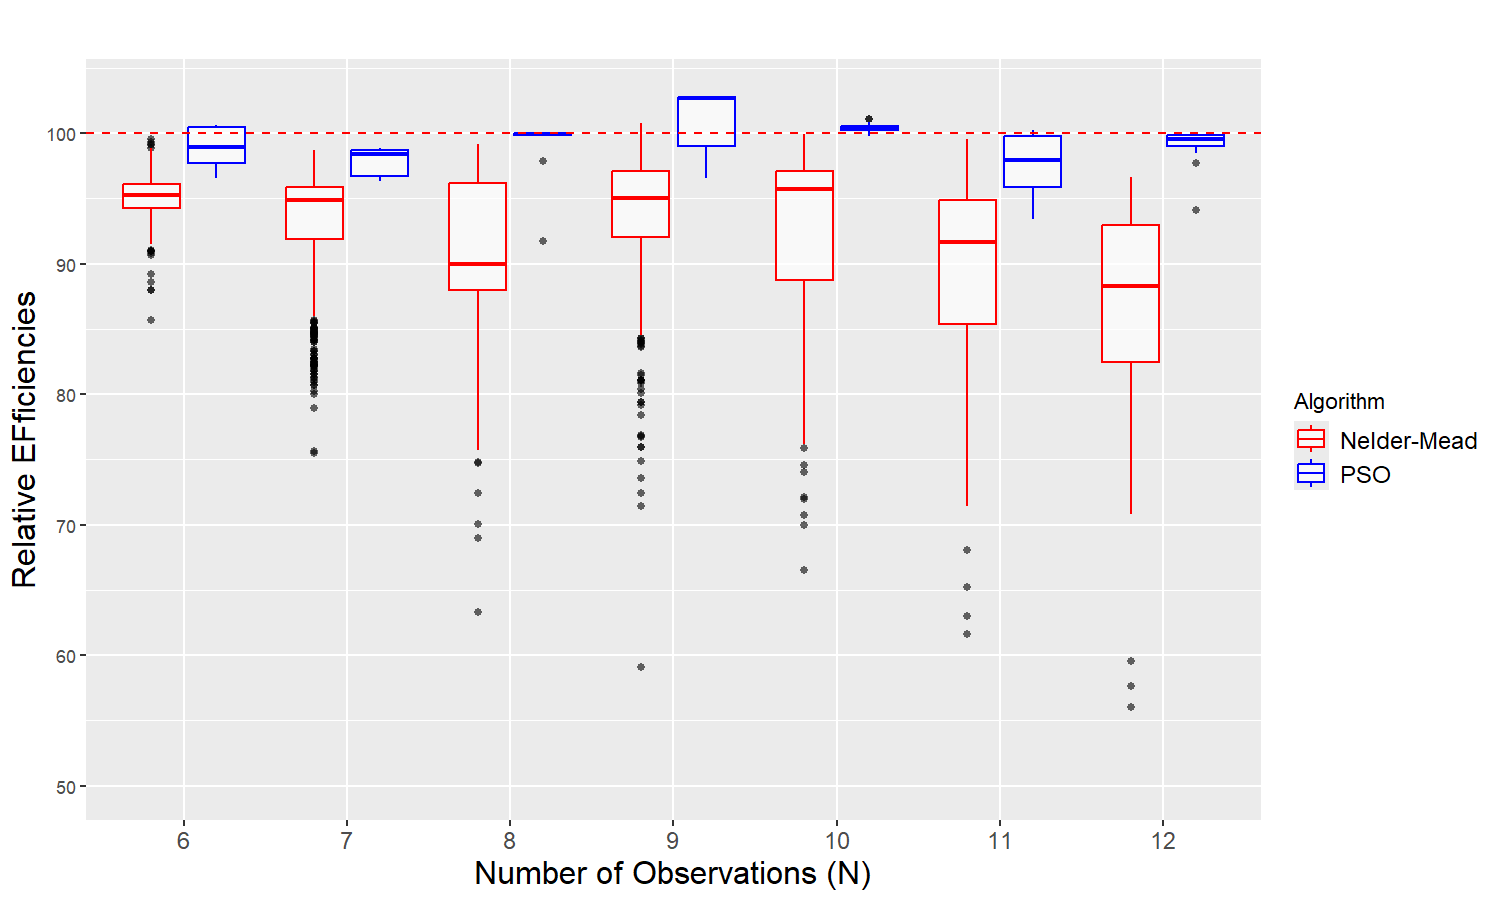 100
90
80
70
60
50
Relative EFficiencies
6 7 8 9 10 11 12
Number of Observations (N)
Algorithm
Nelder-Mead
PSO